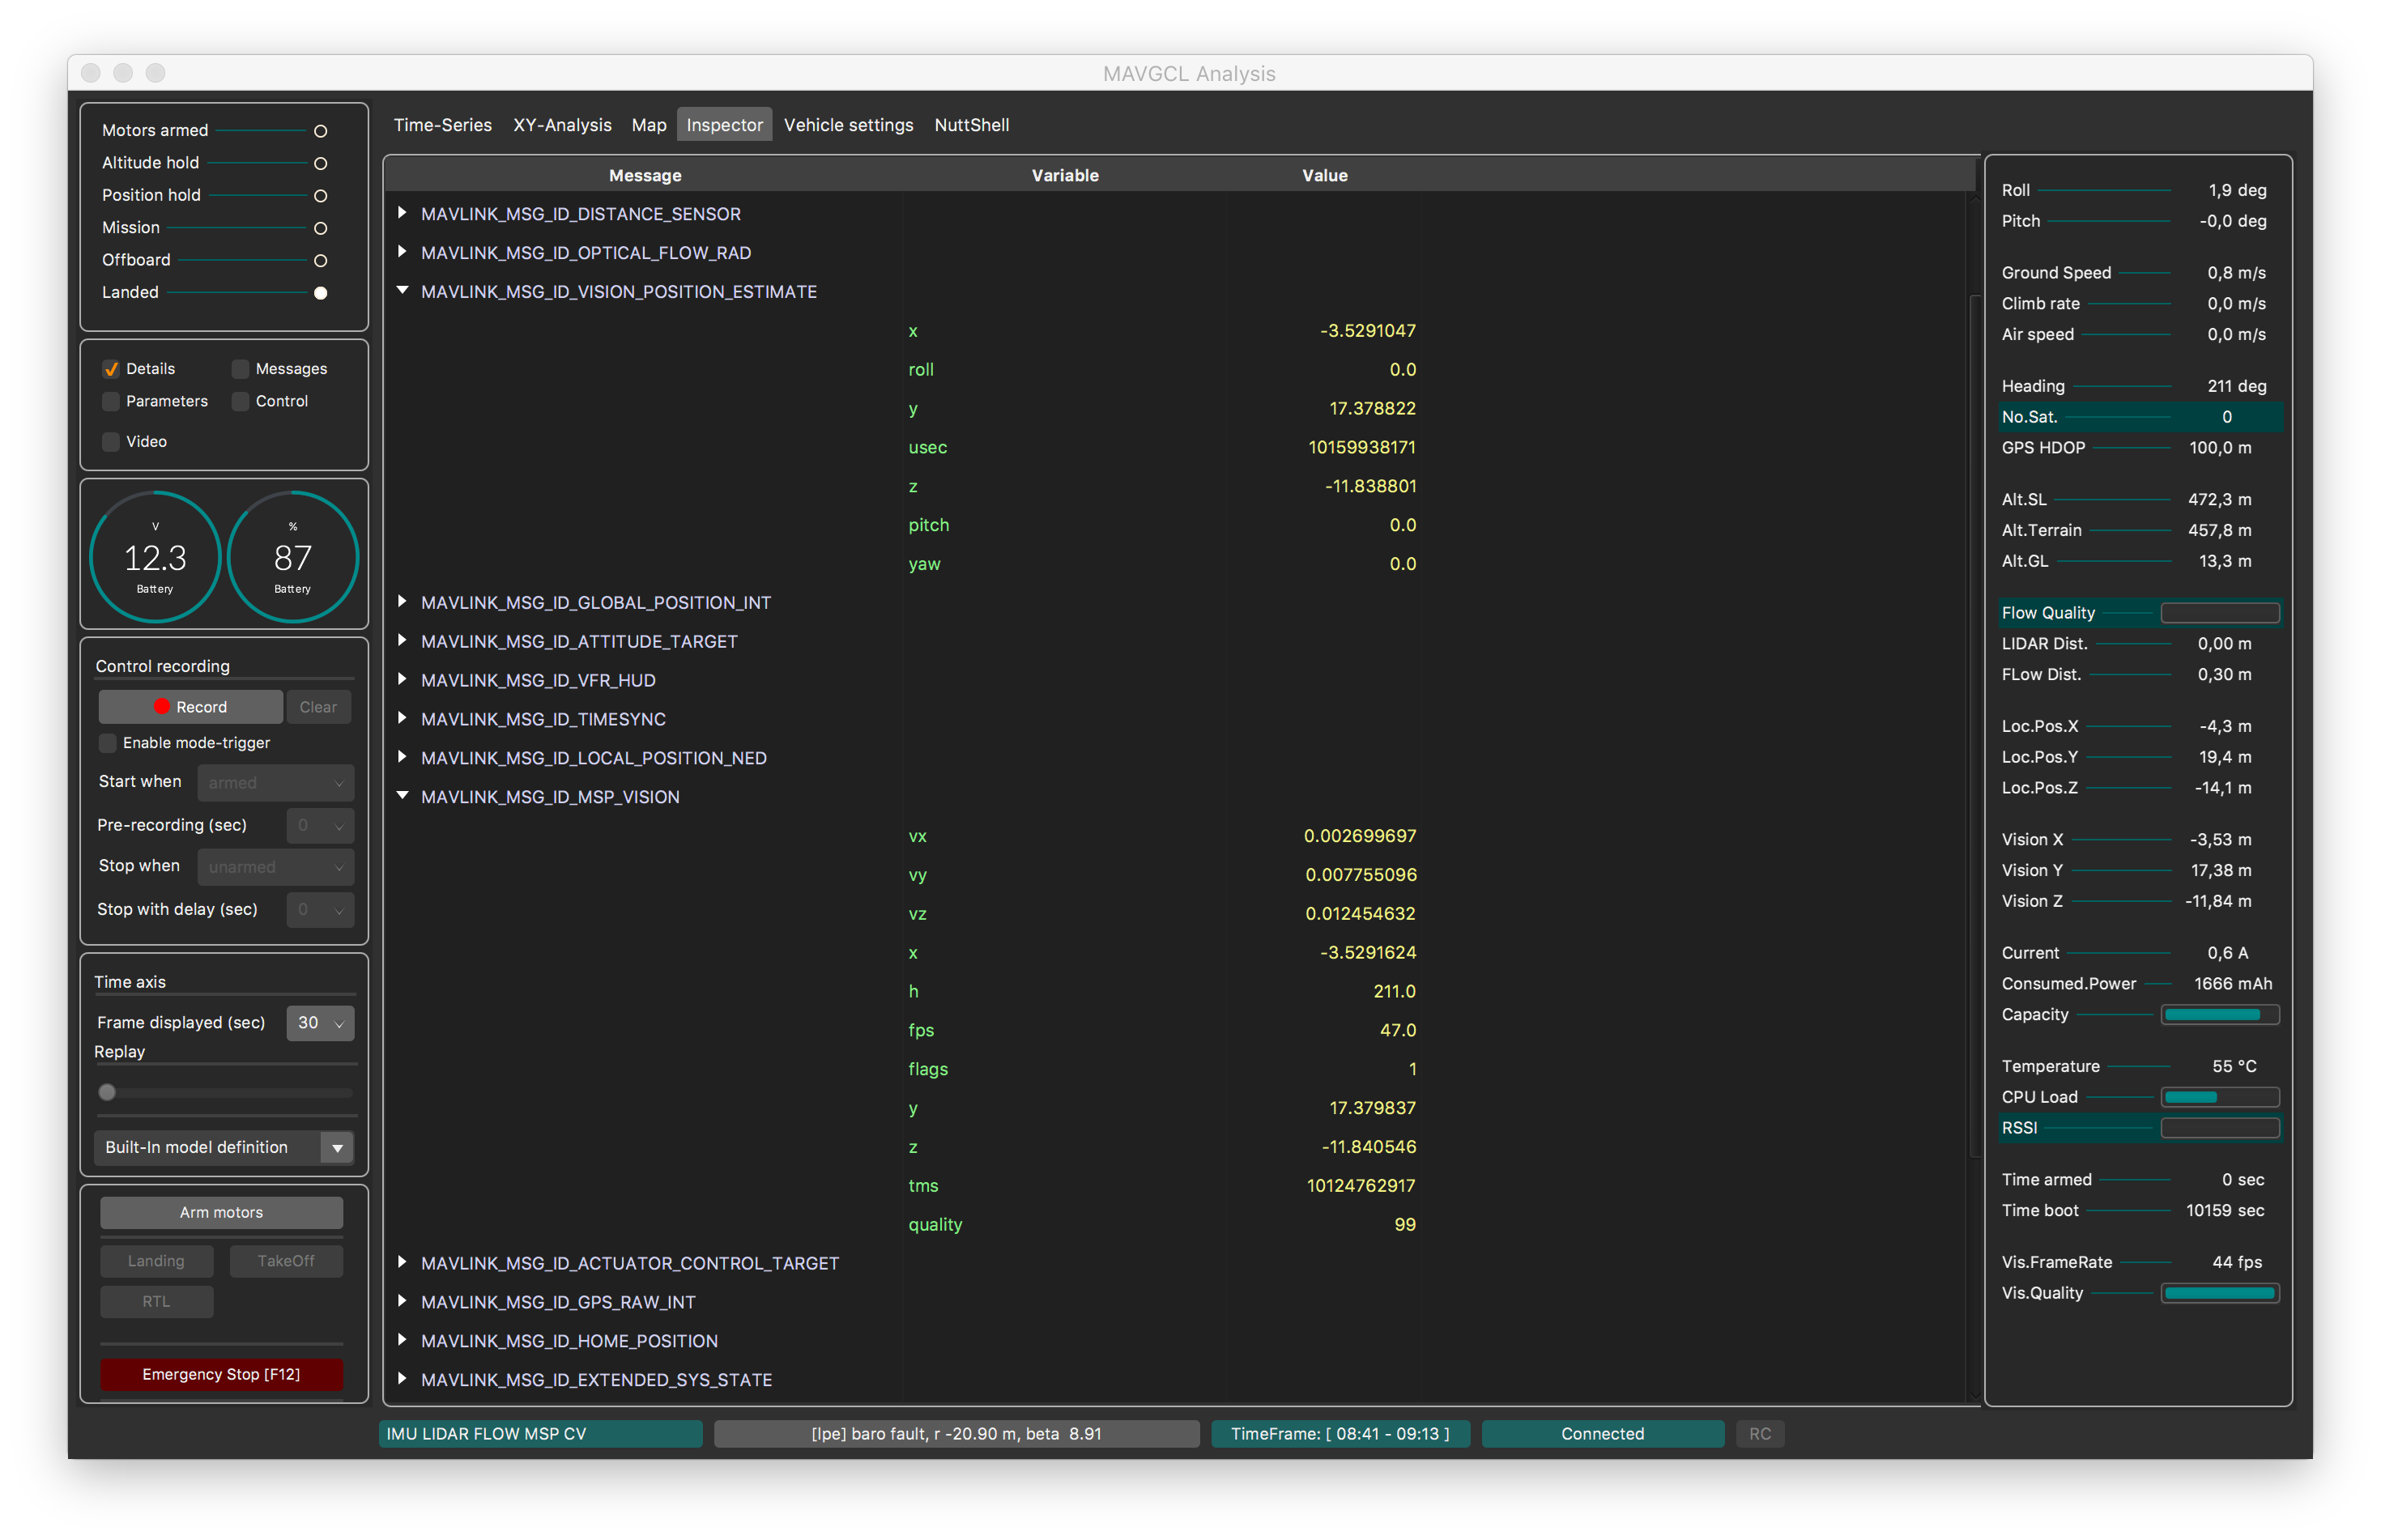 MAVGCL Analysis
Motors armed
Altitude hold
Position hold
Mission
Offboard
Landed
Details Messages
Parameters Control
Video
V
12.3
Battery
%
87
Battery
Control recording
Record Clear
Enable mode-trigger
Start when armed
Pre-recording (sec) 0
Stop when unarmed
Stop with delay (sec) 0
Time axis
Frame displayed (sec) 30
Replay
Built-In model definition
Arm motors
Landing TakeOff
RTL
Emergency Stop [F12]
Time-Series XY-Analysis Map Inspector Vehicle settings NuttShell
Message Variable Value
MAVLINK_MSG_ID_DISTANCE_SENSOR
MAVLINK_MSG_ID_OPTICAL_FLOW_RAD
MAVLINK_MSG_ID_VISION_POSITION_ESTIMATE
x -3.5291047
roll 0.0
y 17.378822
usec 10159938171
z -11.838801
pitch 0.0
yaw 0.0
MAVLINK_MSG_ID_GLOBAL_POSITION_INT
MAVLINK_MSG_ID_ATTITUDE_TARGET
MAVLINK_MSG_ID_VFR_HUD
MAVLINK_MSG_ID_TIMESYNC
MAVLINK_MSG_ID_LOCAL_POSITION_NED
MAVLINK_MSG_ID_MSP_VISION
vx 0.002699697
vy 0.007755096
vz 0.012454632
x -3.5291624
h 211.0
fps 47.0
flags 1
y 17.379837
z -11.840546
tms 10124762917
quality 99
MAVLINK_MSG_ID_ACTUATOR_CONTROL_TARGET
MAVLINK_MSG_ID_GPS_RAW_INT
MAVLINK_MSG_ID_HOME_POSITION
MAVLINK_MSG_ID_EXTENDED_SYS_STATE
Roll 1,9 deg
Pitch -0,0 deg
Ground Speed 0,8 m/s
Climb rate 0,0 m/s
Air speed 0,0 m/s
Heading 211 deg
No.Sat. 0
GPS HDOP 100,0 m
Alt.SL 472,3 m
Alt.Terrain 457,8 m
Alt.GL 13,3 m
Flow Quality
LIDAR Dist. 0,00 m
FLow Dist. 0,30 m
Loc.Pos.X -4,3 m
Loc.Pos.Y 19,4 m
Loc.Pos.Z -14,1 m
Vision X -3,53 m
Vision Y 17,38 m
Vision Z -11,84 m
Current 0,6 A
Consumed.Power 1666 mAh
Capacity
Temperature 55 °C
CPU Load
RSSI
Time armed 0 sec
Time boot 10159 sec
Vis.FrameRate 44 fps
Vis.Quality
IMU LIDAR FLOW MSP CV [lpe] baro fault, r -20.90 m, beta 8.91 TimeFrame: [ 08:41 - 09:13 ] Connected RC